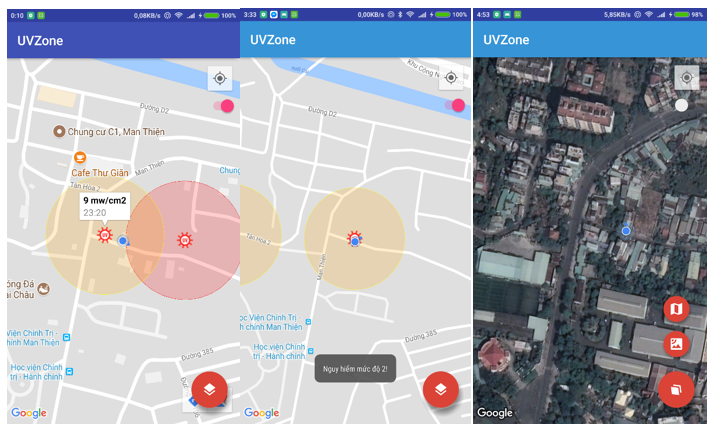 0:10
0,08KB/s
100%
UVZone
Đường D2
Chung cư C1, Man Thiện
Cafe Thư Giãn
Man Thiện
Chung
Tân Hòa 2
9 mw/cm2
23:20
óng Đá
ai Châu
Viện Chính Trị -
hính Man Thiện
Học viện Chính
trị - Hành chính
Đường 385
Google
3:33
0,00KB/s
100%
UVZone
Khu Công N
Đường D2
Tân Hòa 2
Man Thiện
ọc Viện Chính Trị
h chính Man Thiện
Học viện Chính
trị - Hành chính
Đường 385
Nguy hiểm mức độ 2!
Google
4:53
5,85KB/s
98%
UVZone
Google